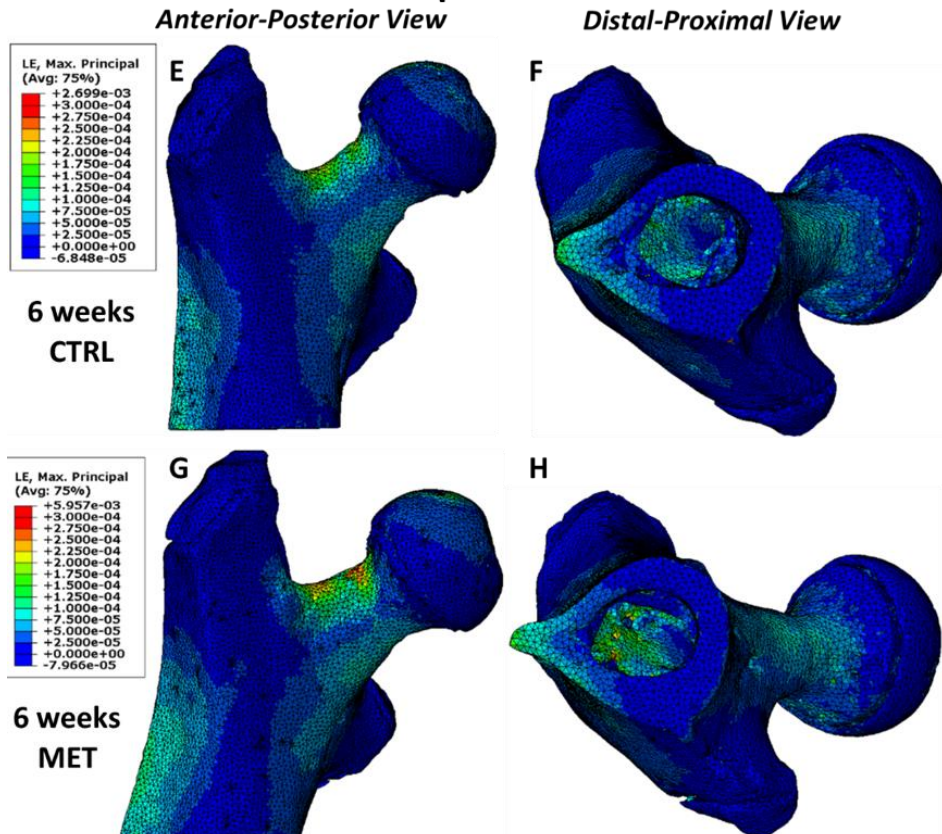 Anterior-Posterior View
Distal-Proximal View
LE, Max. Principal
(Avg: 75%)
+2.699e-03
+3.000e-04
+2.750e-04
+2.500e-04
+2.250e-04
+2.000e-04
+1.750e-04
+1.500e-04
+1.250e-04
+1.000e-04
+7.500e-05
+5.000e-05
+2.500e-05
+0.000e+00
-6.848e-05
E
F
6 weeks
CTRL
LE, Max. Principal
(Avg: 75%)
+5.957e-03
+3.000e-04
+2.750e-04
+2.500e-04
+2.250e-04
+2.000e-04
+1.750e-04
+1.500e-04
+1.250e-04
+1.000e-04
+7.500e-05
+5.000e-05
+2.500e-05
+0.000e+00
-7.966e-05
G
H
6 weeks
MET